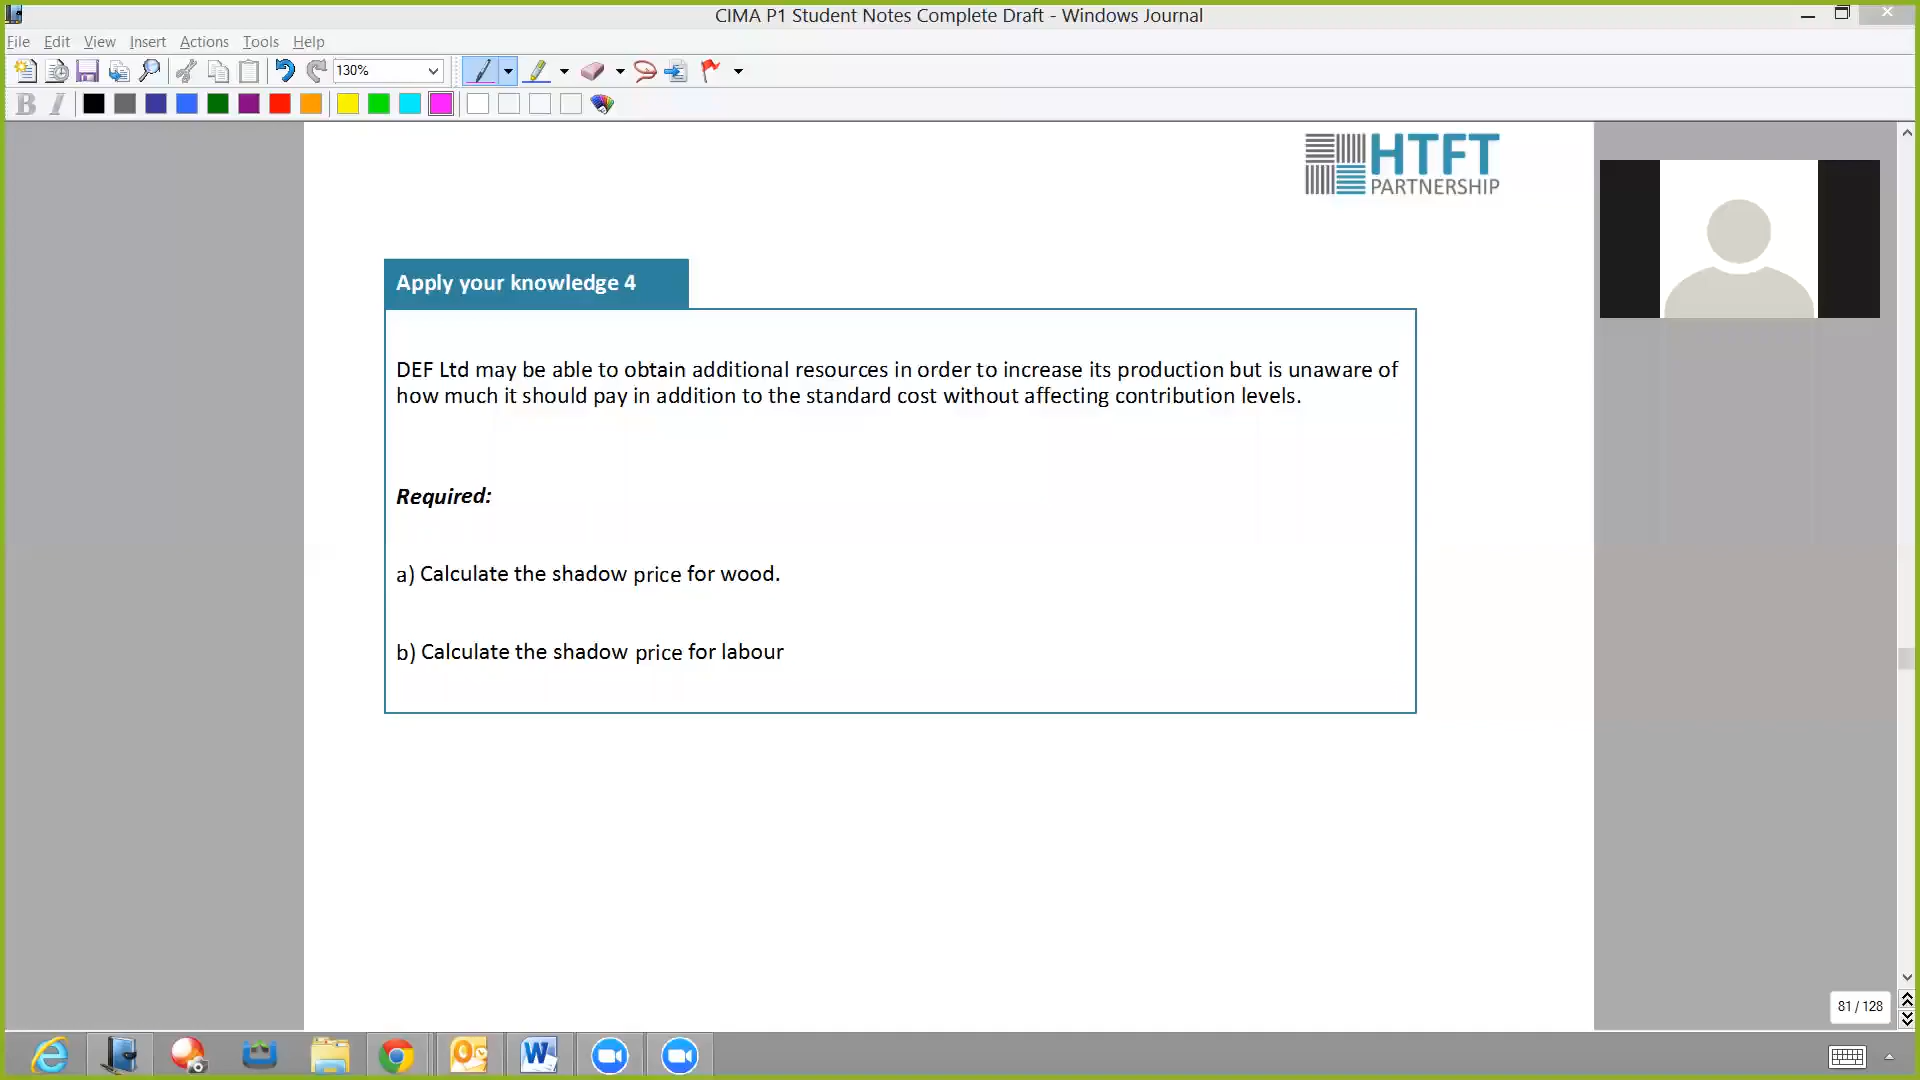 CIMA P1 Student Notes Complete Draft - Windows Journal
File Edit View Insert Actions Tools Help
130%
B I
HTFT
PARTNERSHIP
Apply your knowledge 4
DEF Ltd may be able to obtain additional resources in order to increase its production but is unaware of
how much it should pay in addition to the standard cost without affecting contribution levels.
Required:
a) Calculate the shadow price for wood.
b) Calculate the shadow price for labour
81 / 128